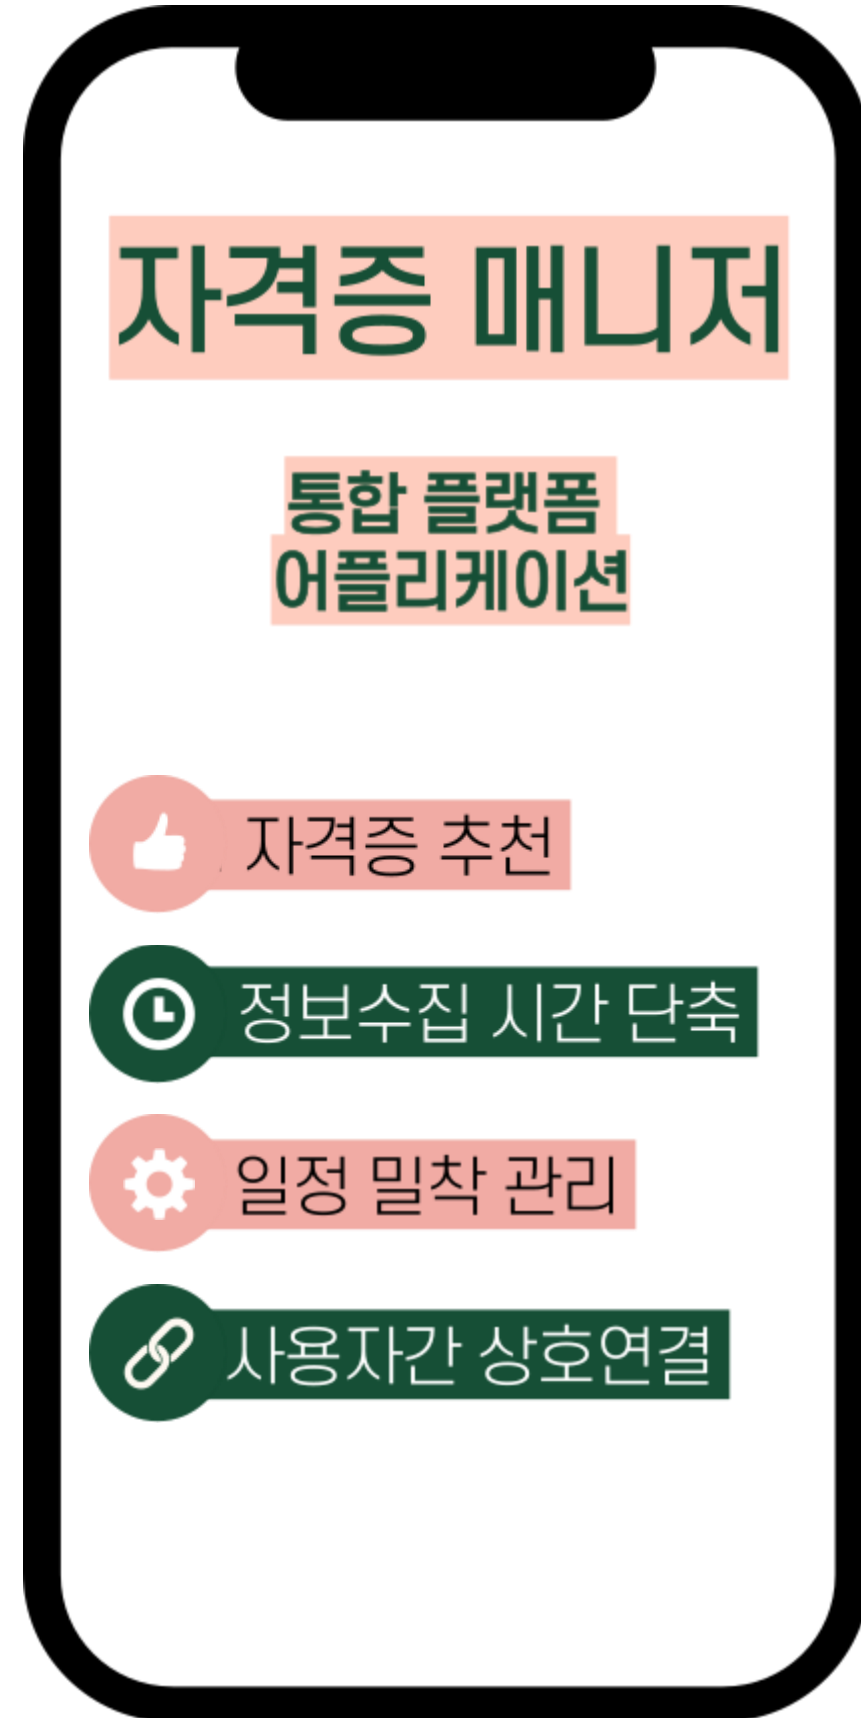 자격증 매니저
통합 플랫폼
어플리케이션
자격증 추천
정보수집 시간 단축
일정 밀착 관리
사용자간 상호연결